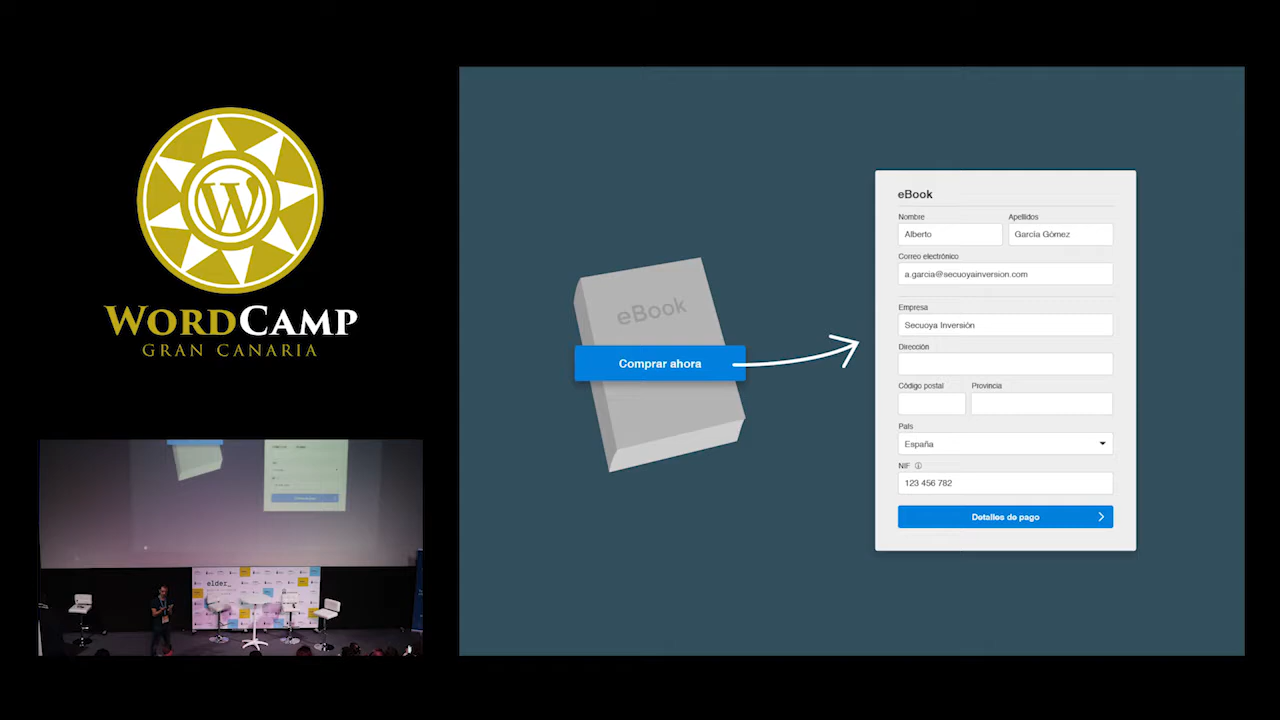 WORDCAMP
GRAN CANARIA
elder_
eBook
Comprar ahora
eBook
Nombre
Apellidos
Alberto
García Gómez
Correo electrónico
a.garcia@secuoyainversion.com
Empresa
Secuoya Inversión
Dirección
Código postal
Provincia
País
España
NIF
123 456 782
Detalles de pago